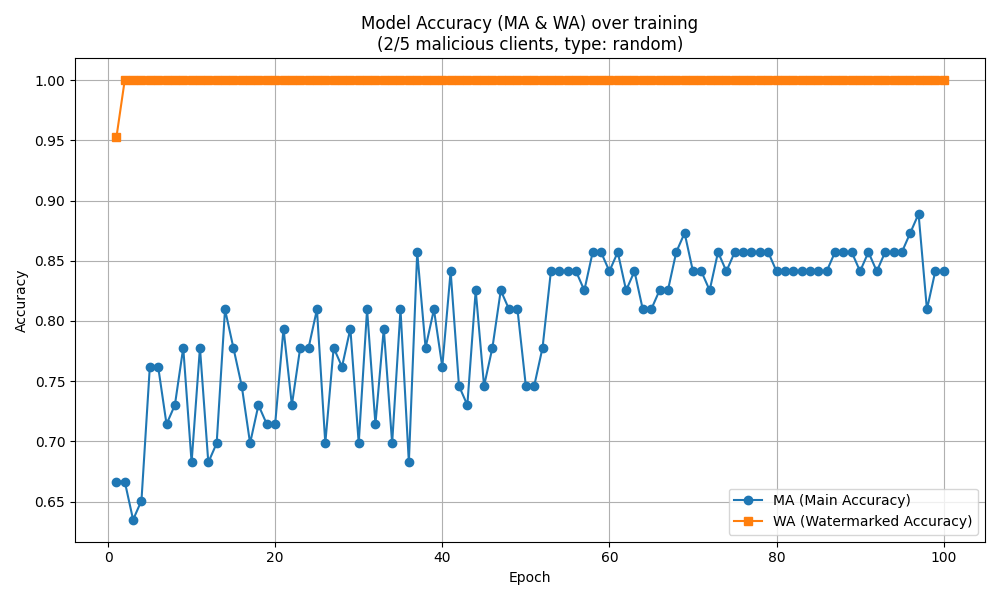 Model Accuracy (MA & WA) over training
(2/5 malicious clients, type: random)
Accuracy
1.00
0.95
0.90
0.85
0.80
0.75
0.70
0.65
MA (Main Accuracy)
WA (Watermarked Accuracy)
0 20 40 60 80 100
Epoch